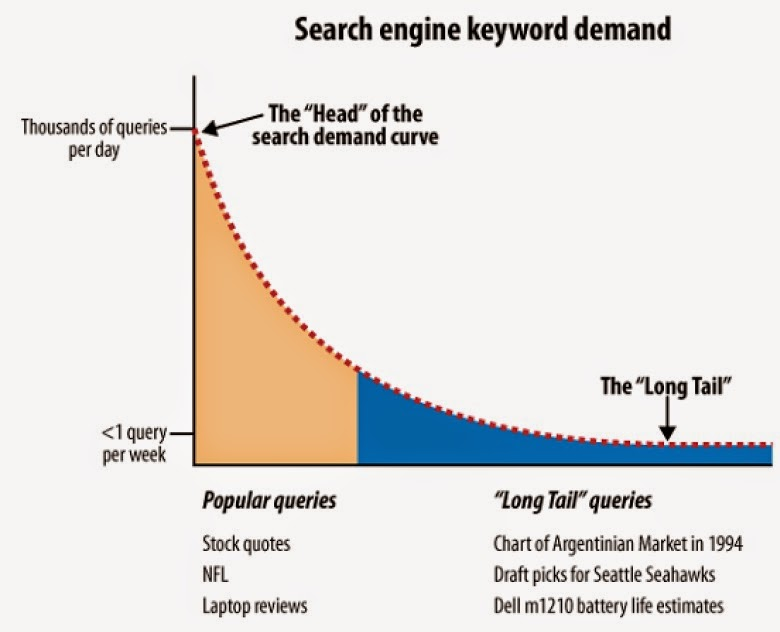 Search engine keyword demand
The “Head” of the
search demand curve
Thousands of queries
per day
The “Long Tail”
<1 query
per week
Popular queries
Stock quotes
NFL
Laptop reviews
“Long Tail” queries
Chart of Argentinian Market in 1994
Draft picks for Seattle Seahawks
Dell m1210 battery life estimates